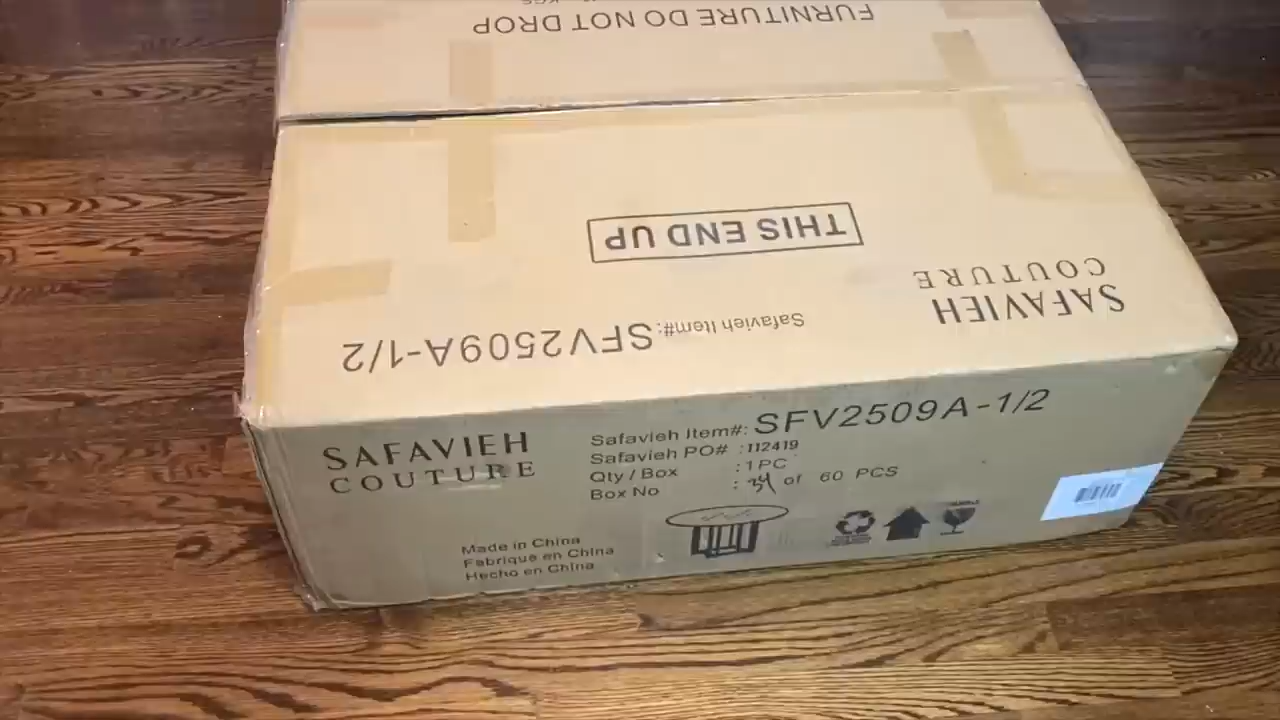 FURNITURE DO NOT DROP
THIS END UP
SAFAVIEH
COUTURE
Safavieh Item#:SFV2509A-1/2
SAFAVIEH
COUTURE
Safavieh Item#: SFV2509A-1/2
Safavieh PO# :112419
Qty / Box :1PC
Box No : 34 of 60 PCS
Made in China
Fabriqué en China
Hecho en China